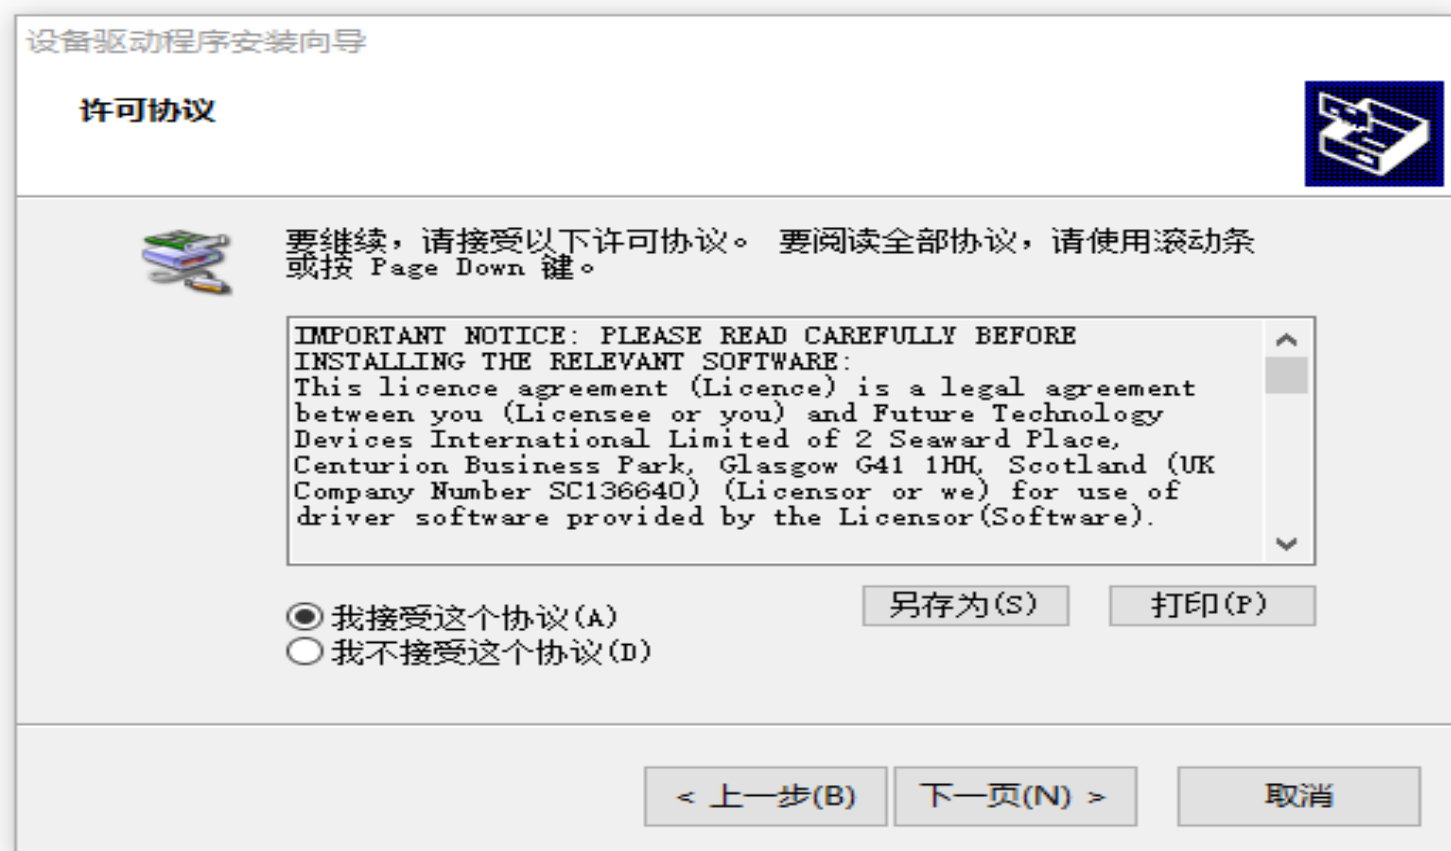 设备驱动程序安装向导
许可协议
要继续，请接受以下许可协议。 要阅读全部协议，请使用滚动条
或按 Page Down 键。
IMPORTANT NOTICE: PLEASE READ CAREFULLY BEFORE
INSTALLING THE RELEVANT SOFTWARE:
This licence agreement (Licence) is a legal agreement
between you (Licensee or you) and Future Technology
Devices International Limited of 2 Seaward Place,
Centurion Business Park, Glasgow G41 1HH, Scotland (UK
Company Number SC136640) (Licensor or we) for use of
driver software provided by the Licensor(Software).
我接受这个协议(A)
另存为(S)
打印(P)
我不接受这个协议(D)
< 上一步(B)
下一页(N) >
取消